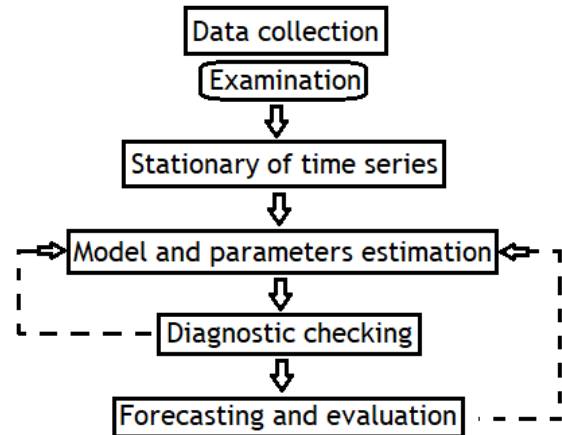 Data collection
Examination
Stationary of time series
Model and parameters estimation
Diagnostic checking
Forecasting and evaluation